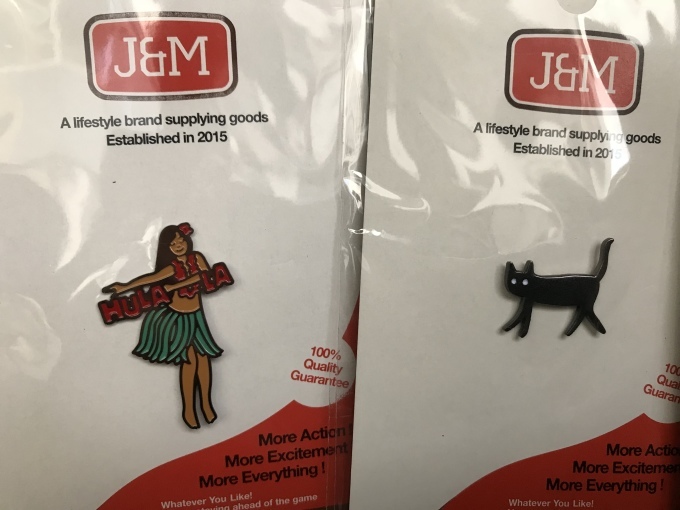 J&M
A lifestyle brand supplying goods
Established in 2015
HULA LA
100%
Quality
Guarantee
More Action
More Excitement
More Everything !
Whatever You Like!
ahead of the game
J&M
A lifestyle brand supplying goods
Established in 2015
More
More
More Everything !
Whatever You Like!